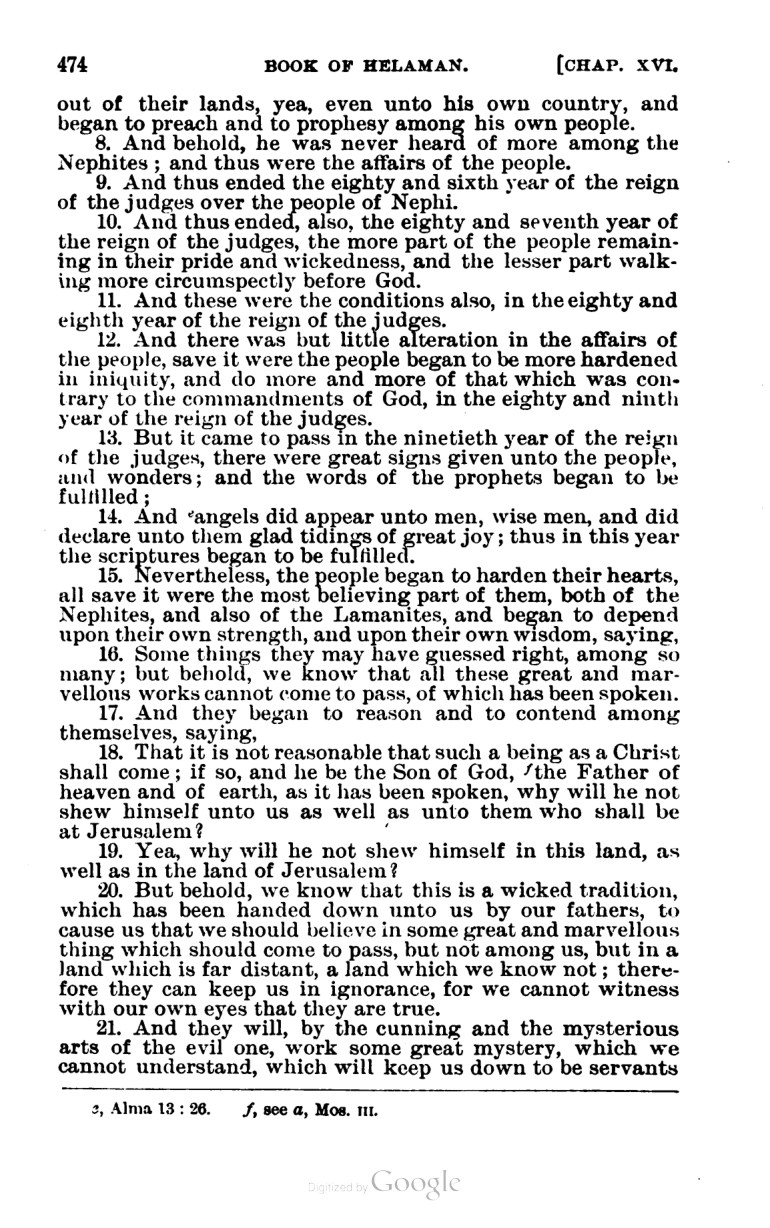 474 BOOK OF HELAMAN. [CHAP. XVI.
out of their lands, yea, even unto his own country, and
began to preach and to prophesy among his own people.
8. And behold, he was never heard of more among the
Nephites; and thus were the affairs of the people.
9. And thus ended the eighty and sixth year of the reign
of the judges over the people of Nephi.
10. And thus ended, also, the eighty and seventh year of
the reign of the judges, the more part of the people remain-
ing in their pride and wickedness, and the lesser part walk-
ing more circumspectly before God.
11. And these were the conditions also, in the eighty and
eighth year of the reign of the judges.
12. And there was but little alteration in the affairs of
the people, save it were the people began to be more hardened
in iniquity, and do more and more of that which was con-
trary to the commandments of God, in the eighty and ninth
year of the reign of the judges.
13. But it came to pass in the ninetieth year of the reign
of the judges, there were great signs given unto the people,
and wonders; and the words of the prophets began to be
fulfilled;
14. And ᵉangels did appear unto men, wise men, and did
declare unto them glad tidings of great joy; thus in this year
the scriptures began to be fulfilled.
15. Nevertheless, the people began to harden their hearts,
all save it were the most believing part of them, both of the
Nephites, and also of the Lamanites, and began to depend
upon their own strength, and upon their own wisdom, saying,
16. Some things they may have guessed right, among so
many; but behold, we know that all these great and mar-
vellous works cannot come to pass, of which has been spoken.
17. And they began to reason and to contend among
themselves, saying,
18. That it is not reasonable that such a being as a Christ
shall come; if so, and he be the Son of God, ᶠthe Father of
heaven and of earth, as it has been spoken, why will he not
shew himself unto us as well as unto them who shall be
at Jerusalem?
19. Yea, why will he not shew himself in this land, as
well as in the land of Jerusalem?
20. But behold, we know that this is a wicked tradition,
which has been handed down unto us by our fathers, to
cause us that we should believe in some great and marvellous
thing which should come to pass, but not among us, but in a
land which is far distant, a land which we know not; there-
fore they can keep us in ignorance, for we cannot witness
with our own eyes that they are true.
21. And they will, by the cunning and the mysterious
arts of the evil one, work some great mystery, which we
cannot understand, which will keep us down to be servants
e, Alma 13 : 26. f, see a, Mos. III.
Digitized by Google